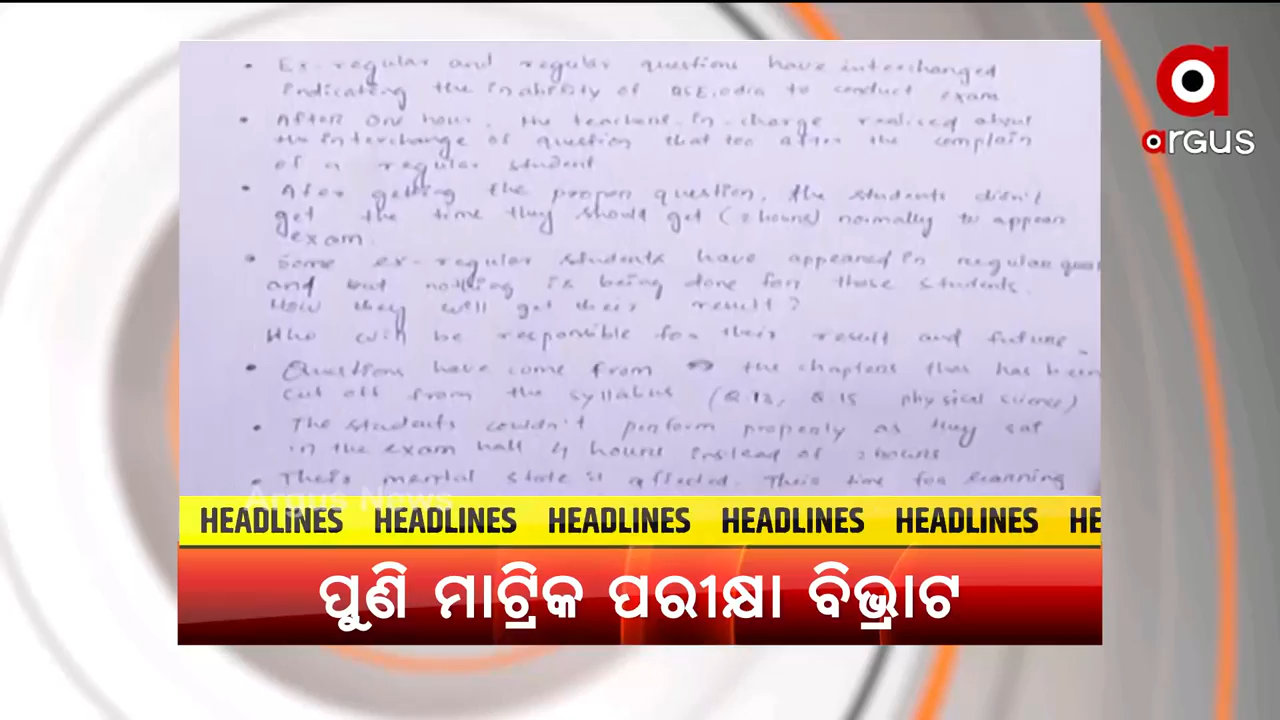 • Ex-regular and regular questions have interchanged
indicating the inability of BSE, odia to conduct exam
• After one hour, the teachers in-charge realised about
the interchange of question that too after the complain
of a regular student
• After getting the proper question, the students didn't
get the time they should get (2 hours) normally to appear
exam.
• Some ex-regular students have appeared in regular
and but nothing is being done for those students.
How they will get their result?
Who will be responsible for their result and future
• Questions have come from the chapters that has been
cut off from the syllabus (Q.13, Q.15 physical science)
• The students couldn't perform properly as they sat
in the exam hall 4 hours instead of 2 hours
• Their mental state is affected. Their time for learning
Argus News
HEADLINES HEADLINES HEADLINES HEADLINES HEADLINES HE
ପୁଣି ମାଟ୍ରିକ ପରୀକ୍ଷା ବିଭ୍ରାଟ
argus